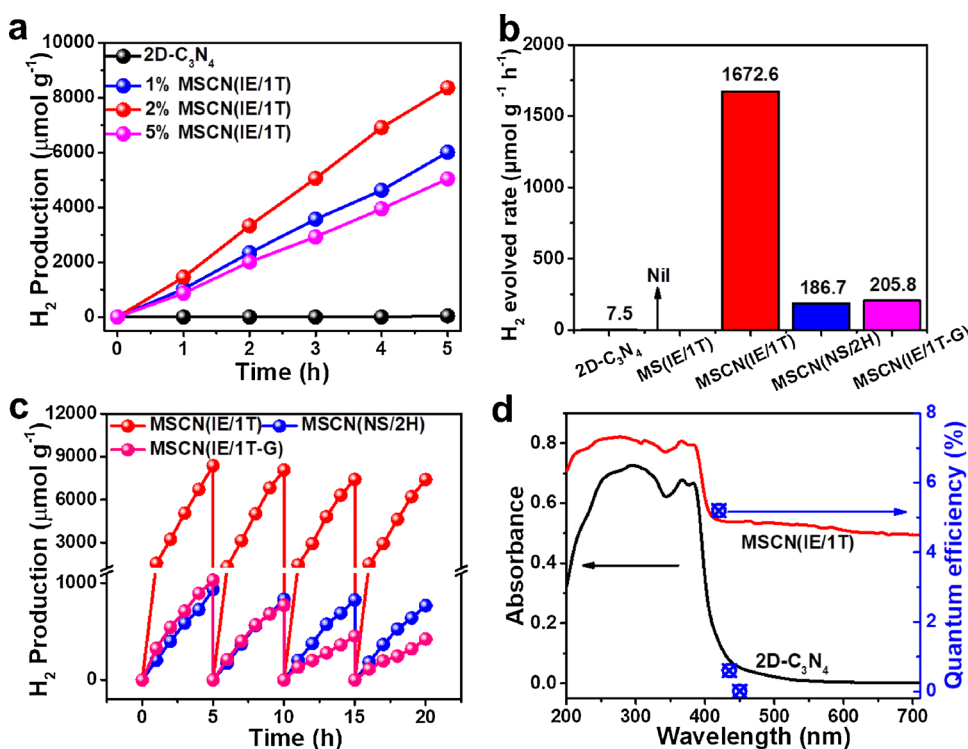 a
H₂ Production (μmol g⁻¹)
10000
8000
6000
4000
2000
0
2D-C₃N₄
1% MSCN(IE/1T)
2% MSCN(IE/1T)
5% MSCN(IE/1T)
0 1 2 3 4 5
Time (h)
b
H₂ evolved rate (μmol g⁻¹ h⁻¹)
2000
1500
1000
500
0
7.5
Nil
1672.6
186.7
205.8
2D-C₃N₄
MS(IE/1T)
MSCN(IE/1T)
MSCN(NS/2H)
MSCN(IE/1T-G)
c
H₂ Production (μmol g⁻¹)
12000
9000
6000
3000
1000
0
MSCN(IE/1T)
MSCN(NS/2H)
MSCN(IE/1T-G)
0 5 10 15 20
Time (h)
d
Absorbance
0.8
0.6
0.4
0.2
0.0
MSCN(IE/1T)
2D-C₃N₄
200 300 400 500 600 700
Wavelength (nm)
8
6
4
2
0
Quantum efficiency (%)